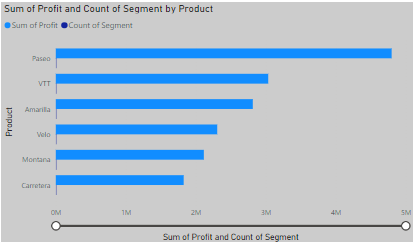 Sum of Profit and Count of Segment by Product
Sum of Profit Count of Segment
Product
Paseo
VTT
Amarilla
Velo
Montana
Carretera
0M 1M 2M 3M 4M 5M
Sum of Profit and Count of Segment